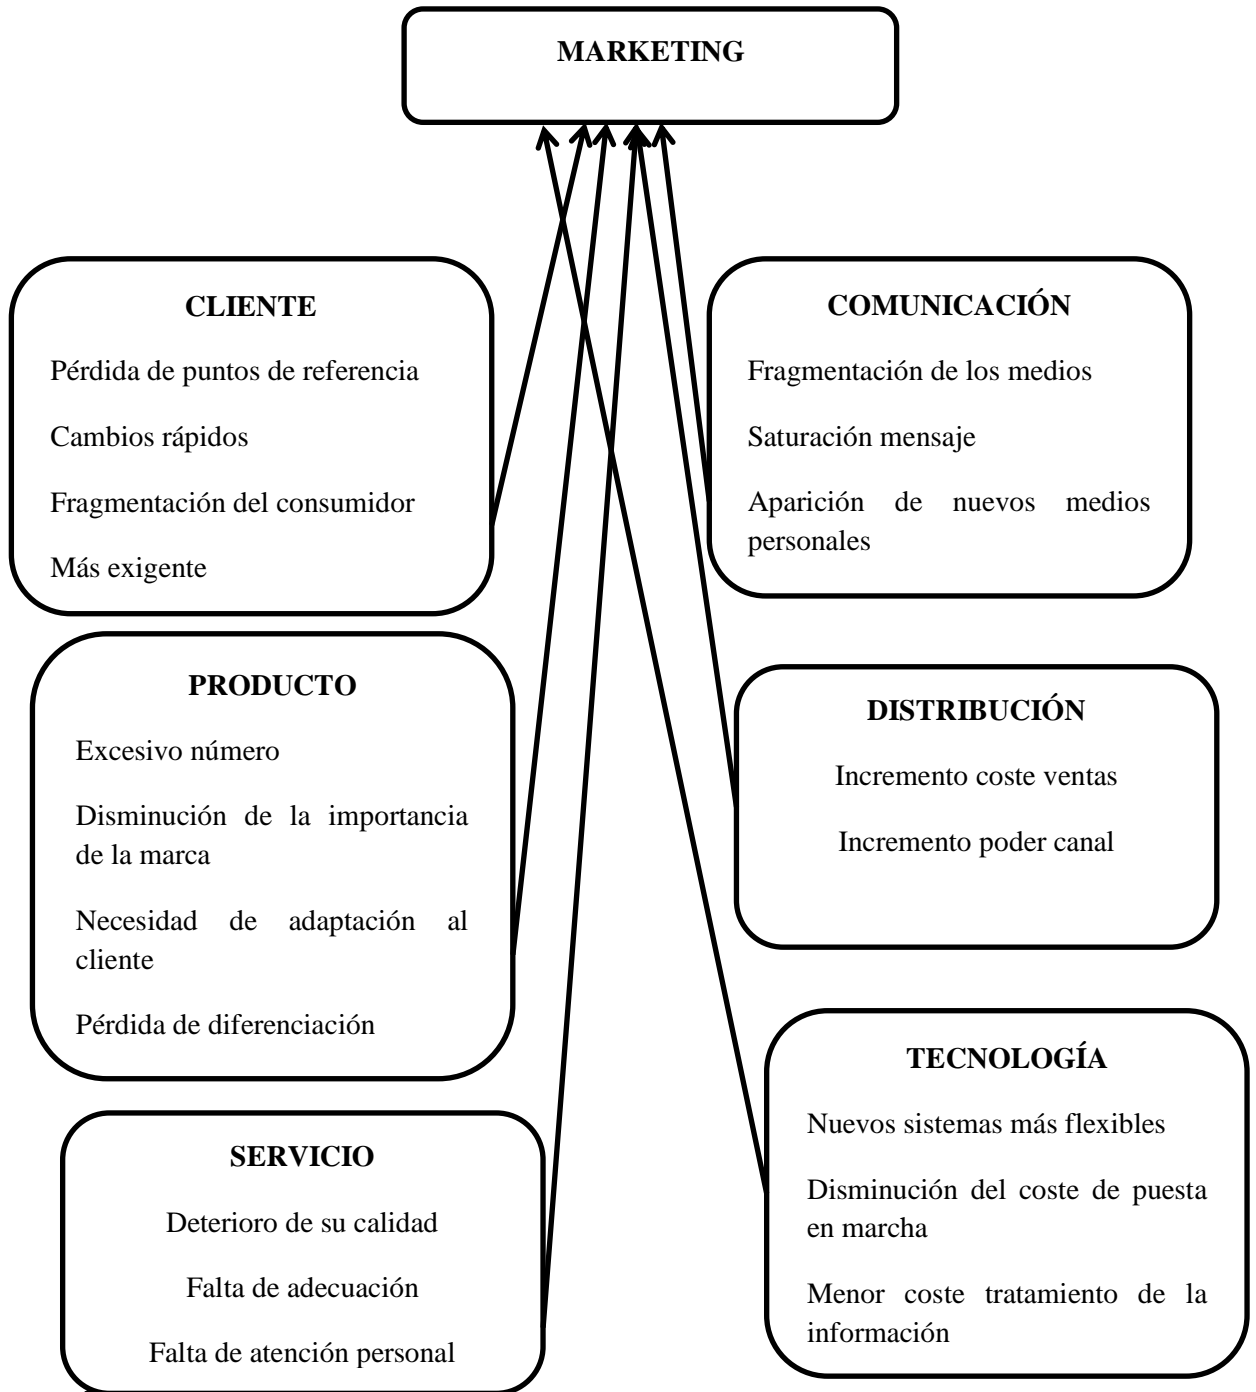 MARKETING
CLIENTE
Pérdida de puntos de referencia
Cambios rápidos
Fragmentación del consumidor
Más exigente
COMUNICACIÓN
Fragmentación de los medios
Saturación mensaje
Aparición de nuevos medios
personales
PRODUCTO
Excesivo número
Disminución de la importancia
de la marca
Necesidad de adaptación al
cliente
Pérdida de diferenciación
DISTRIBUCIÓN
Incremento coste ventas
Incremento poder canal
SERVICIO
Deterioro de su calidad
Falta de adecuación
Falta de atención personal
TECNOLOGÍA
Nuevos sistemas más flexibles
Disminución del coste de puesta
en marcha
Menor coste tratamiento de la
información